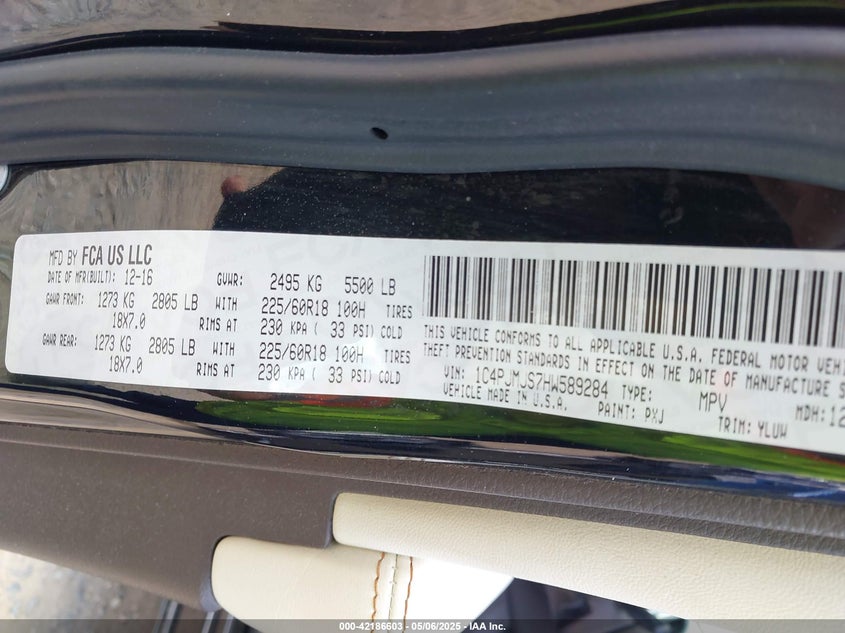 MFD BY FCA US LLC
DATE OF MFR(BUILT): 12-16 GVWR: 2495 KG 5500 LB
GAWR FRONT: 1273 KG 2805 LB WITH 225/60R18 100H TIRES
18X7.0 RIMS AT 230 KPA ( 33 PSI) COLD
GAWR REAR: 1273 KG 2805 LB WITH 225/60R18 100H TIRES
18X7.0 RIMS AT 230 KPA ( 33 PSI) COLD
THIS VEHICLE CONFORMS TO ALL APPLICABLE U.S.A. FEDERAL MOTOR
THEFT PREVENTION STANDARDS IN EFFECT ON THE DATE OF MANUFACTURE
VIN: 1C4PJMJS7HW589284 TYPE: MPV MDH: 12
VEHICLE MADE IN U.S.A. PAINT: PXJ TRIM: YLUW
000-42186603 - 05/06/2025 - IAA Inc.